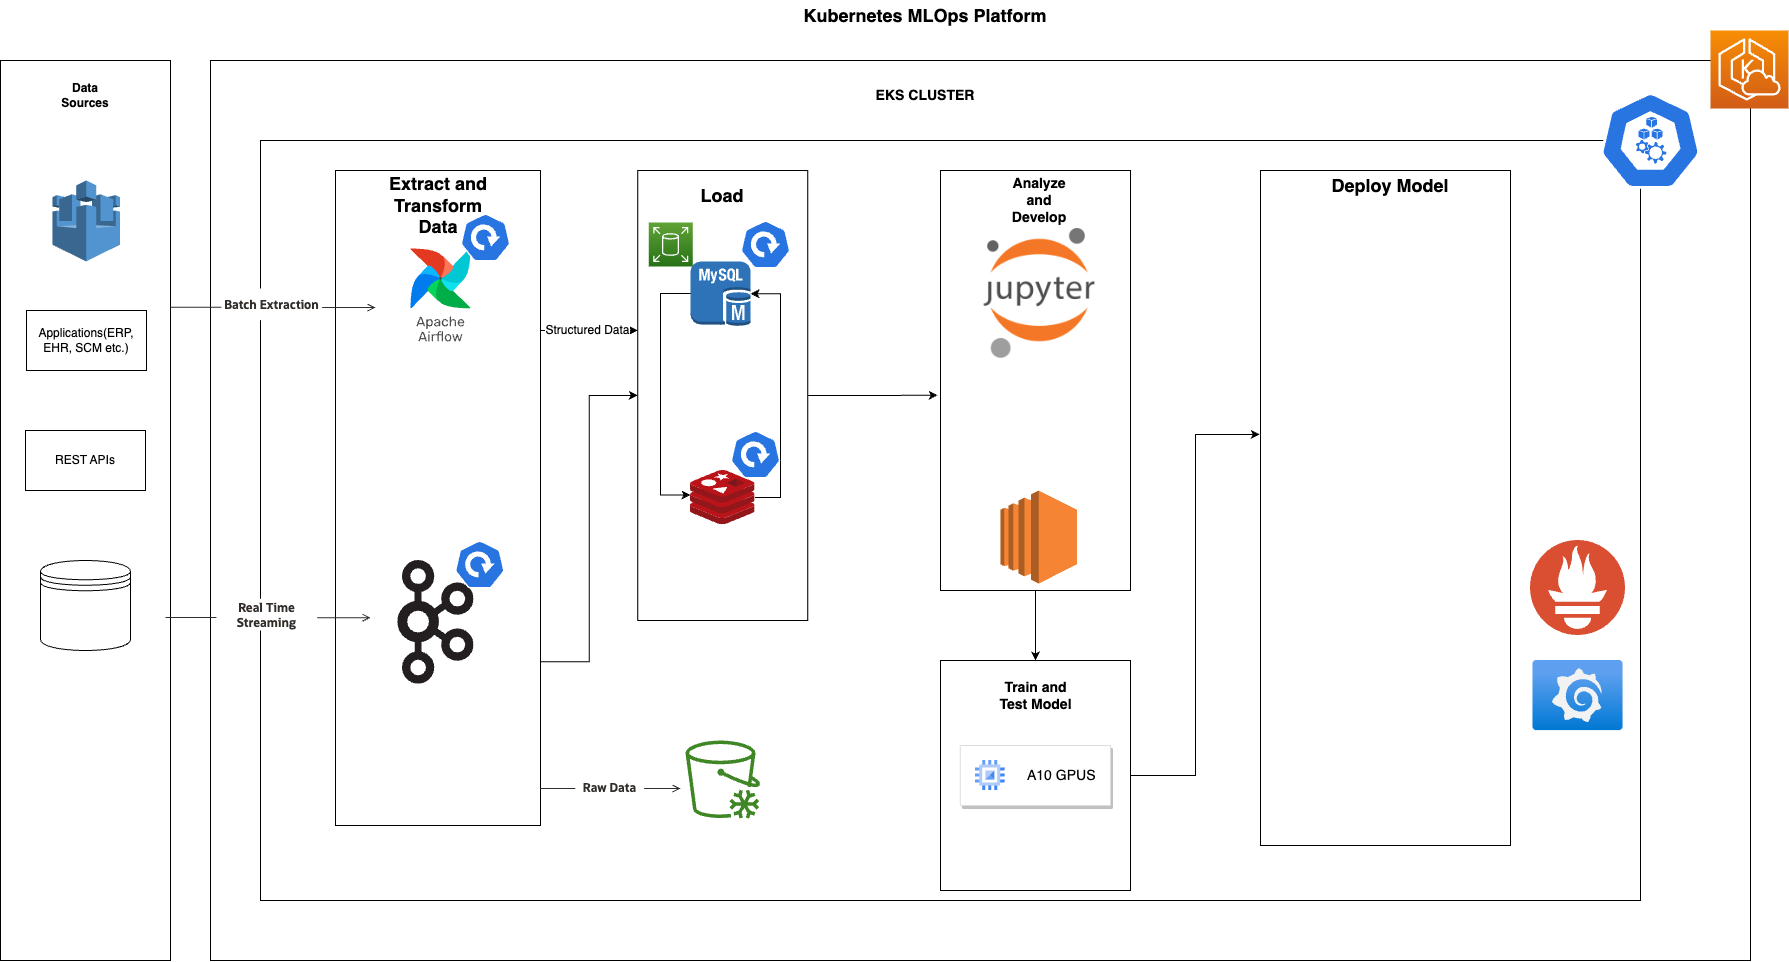 Kubernetes MLOps Platform
Data
Sources
Applications(ERP,
EHR, SCM etc.)
REST APIs
EKS CLUSTER
Batch Extraction
Real Time
Streaming
Extract and
Transform
Data
Apache
Airflow
Structured Data
Raw Data
Load
MySQL
M
Analyze
and
Develop
jupyter
Train and
Test Model
A10 GPUS
Deploy Model
K